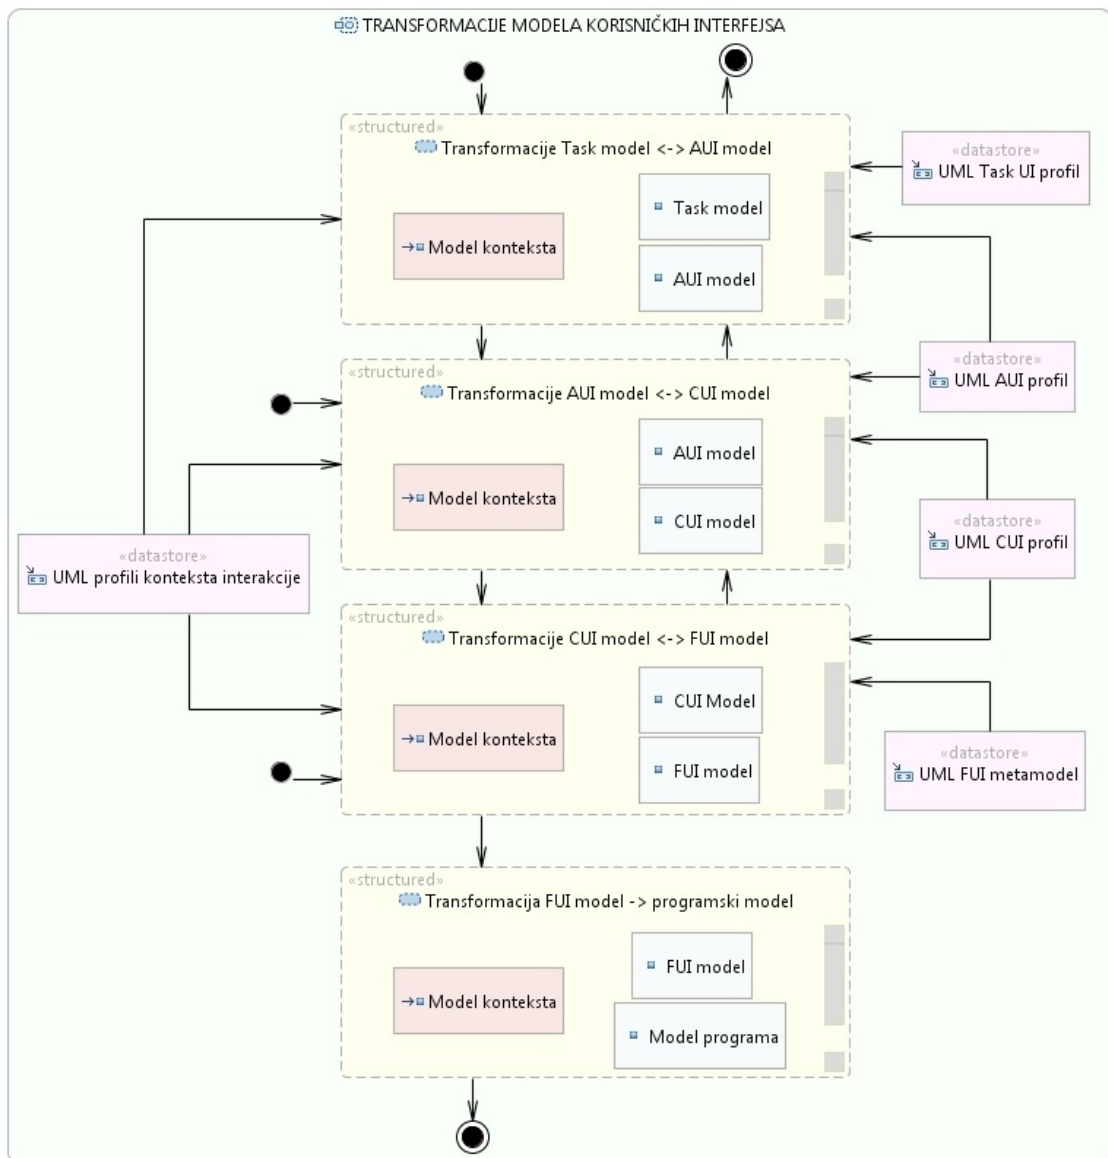 TRANSFORMACIJE MODELA KORISNIČKIH INTERFEJSA
«structured»
Transformacije Task model <-> AUI model
Task model
Model konteksta
AUI model
«datastore»
UML Task UI profil
«structured»
Transformacije AUI model <-> CUI model
AUI model
Model konteksta
CUI model
«datastore»
UML AUI profil
«datastore»
UML CUI profil
«datastore»
UML profili konteksta interakcije
«structured»
Transformacije CUI model <-> FUI model
CUI Model
Model konteksta
FUI model
«datastore»
UML FUI metamodel
«structured»
Transformacija FUI model -> programski model
FUI model
Model konteksta
Model programa